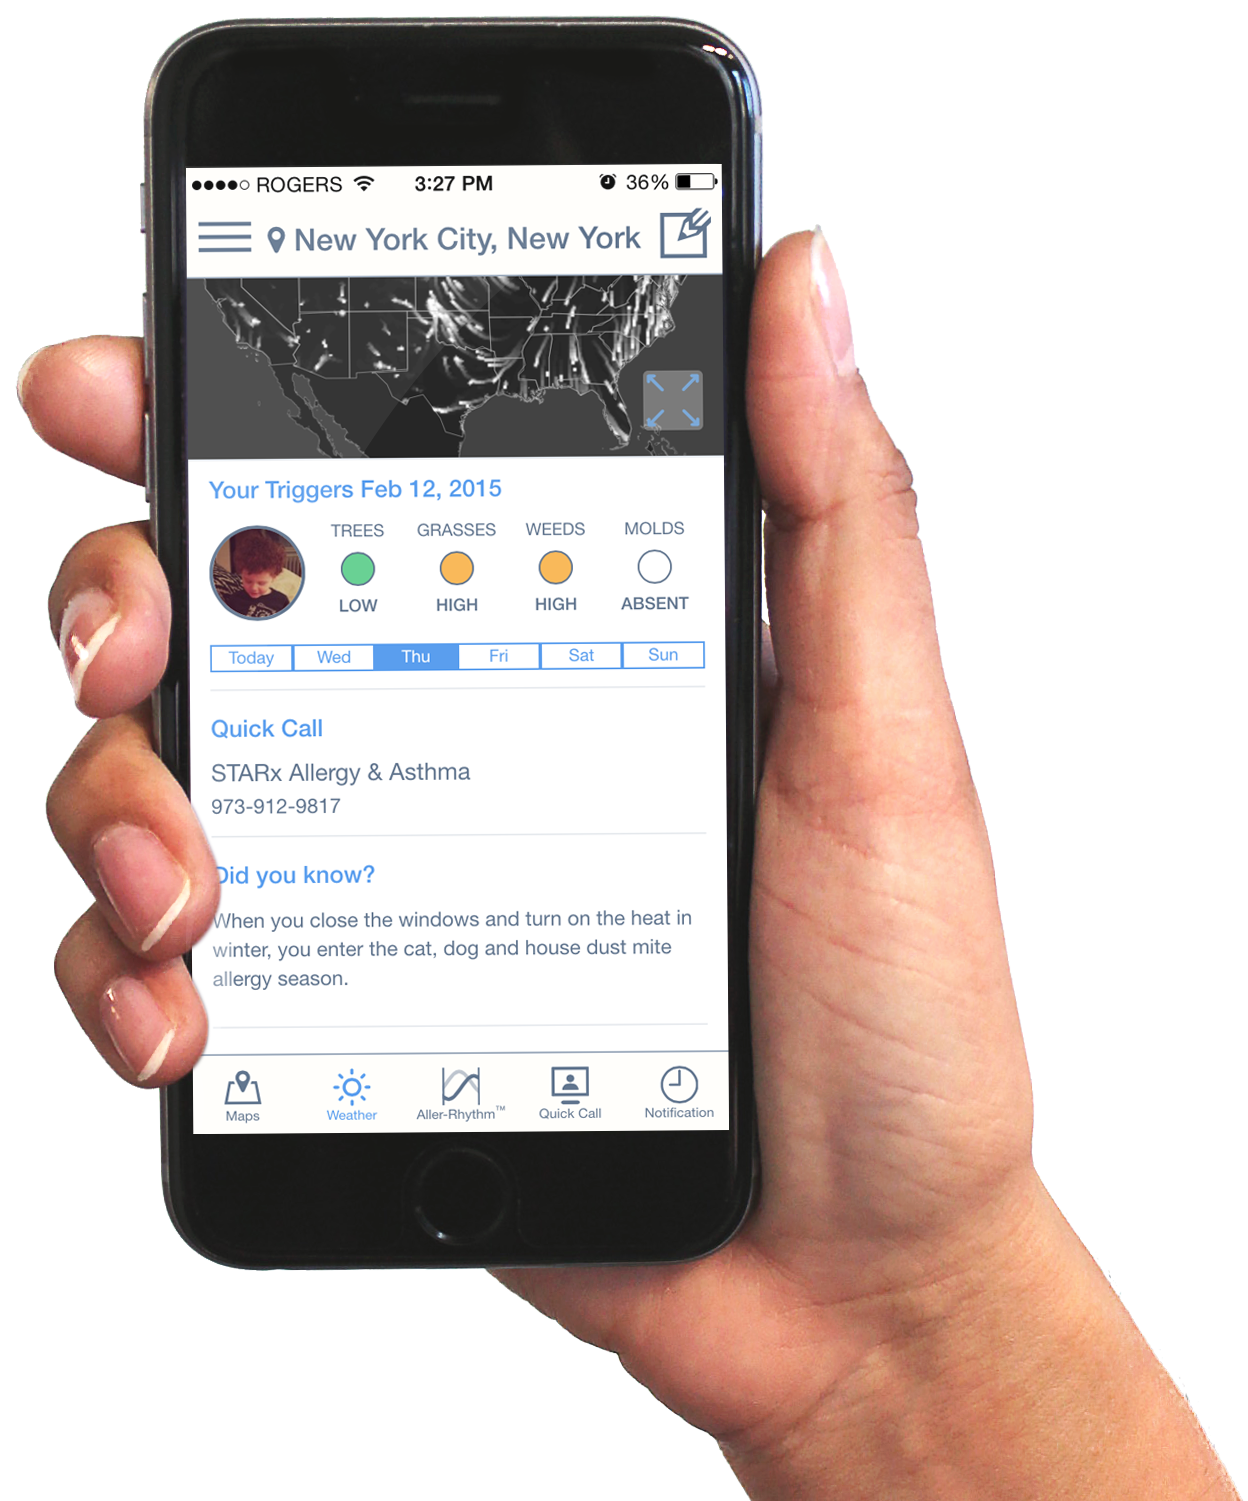 ROGERS 3:27 PM 36%
New York City, New York
Your Triggers Feb 12, 2015
TREES GRASSES WEEDS MOLDS
LOW HIGH HIGH ABSENT
Today Wed Thu Fri Sat Sun
Quick Call
STARx Allergy & Asthma
973-912-9817
Did you know?
When you close the windows and turn on the heat in
winter, you enter the cat, dog and house dust mite
allergy season.
Maps Weather Aller-Rhythm™ Quick Call Notification